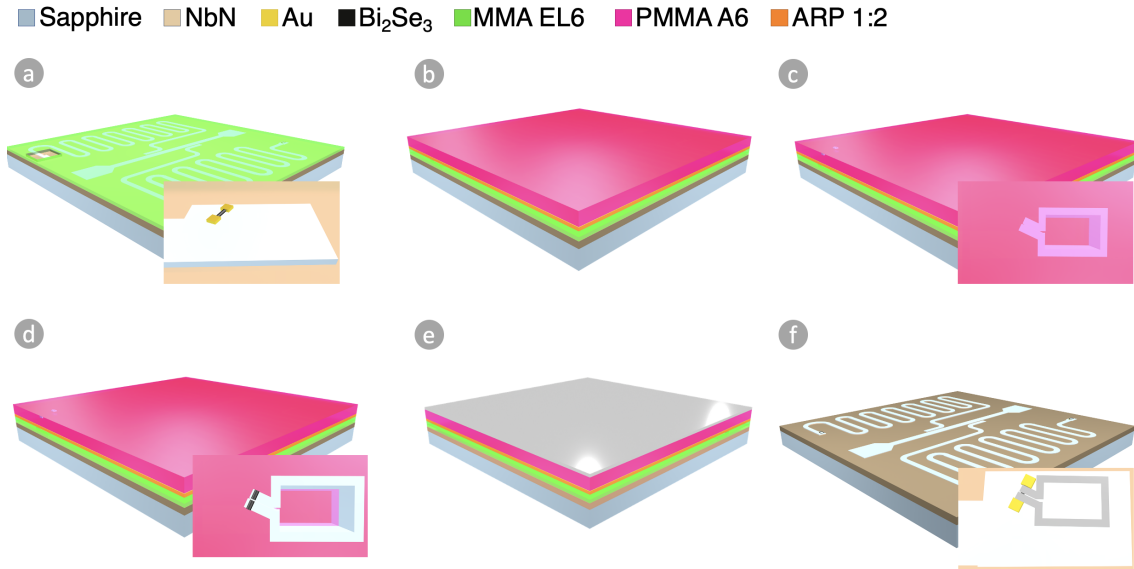 Sapphire NbN Au Bi₂Se₃ MMA EL6 PMMA A6 ARP 1:2
a b c
d e f